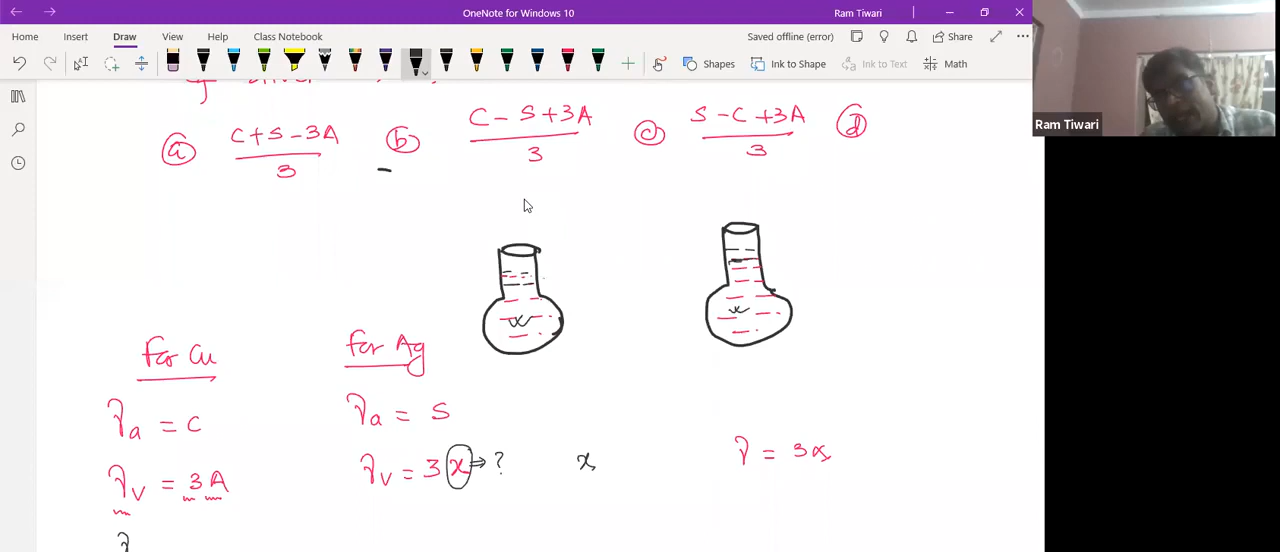 OneNote for Windows 10
Ram Tiwari
Home Insert Draw View Help Class Notebook
Saved offline (error)
Share
Shapes
Ink to Shape
Ink to Text
Math
Ram Tiwari
(a) C+S-3A / 3
(b) C-S+3A / 3
(c) S-C+3A / 3
(d)
W
W
For Cu
For Ag
γa = C
γa = S
γv = 3A
γv = 3x ⇒ ?
x
γ = 3α
γ